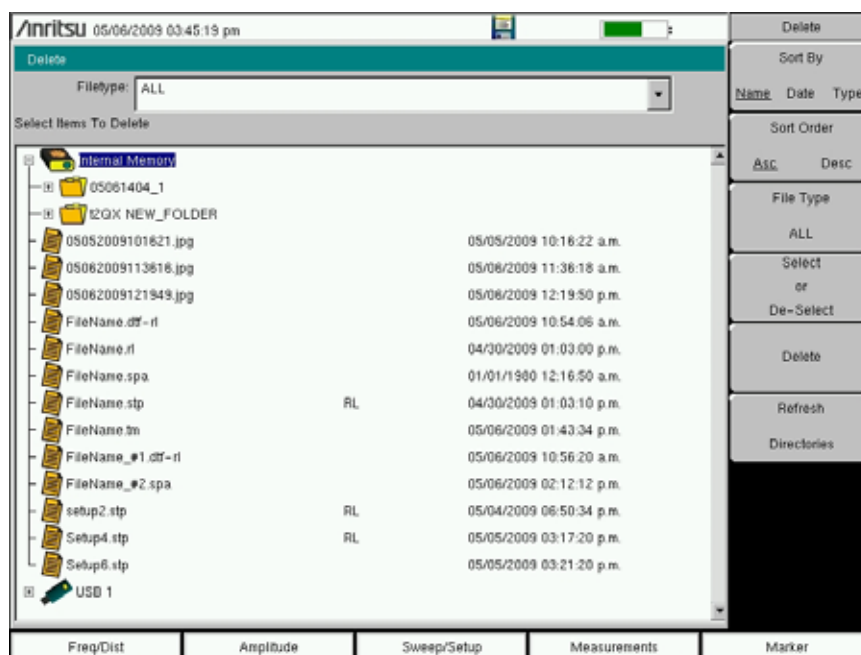 /Inritsu 05/06/2009 03:45:19 pm
Delete
Filetype: ALL
Select Items To Delete
Internal Memory
05061404_1
t2QX NEW_FOLDER
05052009101621.jpg 05/05/2009 10:16:22 a.m.
05062009113616.jpg 05/06/2009 11:36:18 a.m.
05062009121949.jpg 05/06/2009 12:19:50 p.m.
FileName.dtf-rl 05/06/2009 10:54:06 a.m.
FileName.rl 04/30/2009 01:03:00 p.m.
FileName.spa 01/01/1980 12:16:50 a.m.
FileName.stp RL 04/30/2009 01:03:10 p.m.
FileName.tm 05/06/2009 01:43:34 p.m.
FileName_#1.dtf-rl 05/06/2009 10:56:20 a.m.
FileName_#2.spa 05/06/2009 02:12:12 p.m.
setup2.stp RL 05/04/2009 06:50:34 p.m.
Setup4.stp RL 05/05/2009 03:17:20 p.m.
Setup6.stp 05/05/2009 03:21:20 p.m.
USB 1
Delete
Sort By
Name Date Type
Sort Order
Asc Desc
File Type
ALL
Select
or
De-Select
Delete
Refresh
Directories
Freq/Dist Amplitude Sweep/Setup Measurements Marker